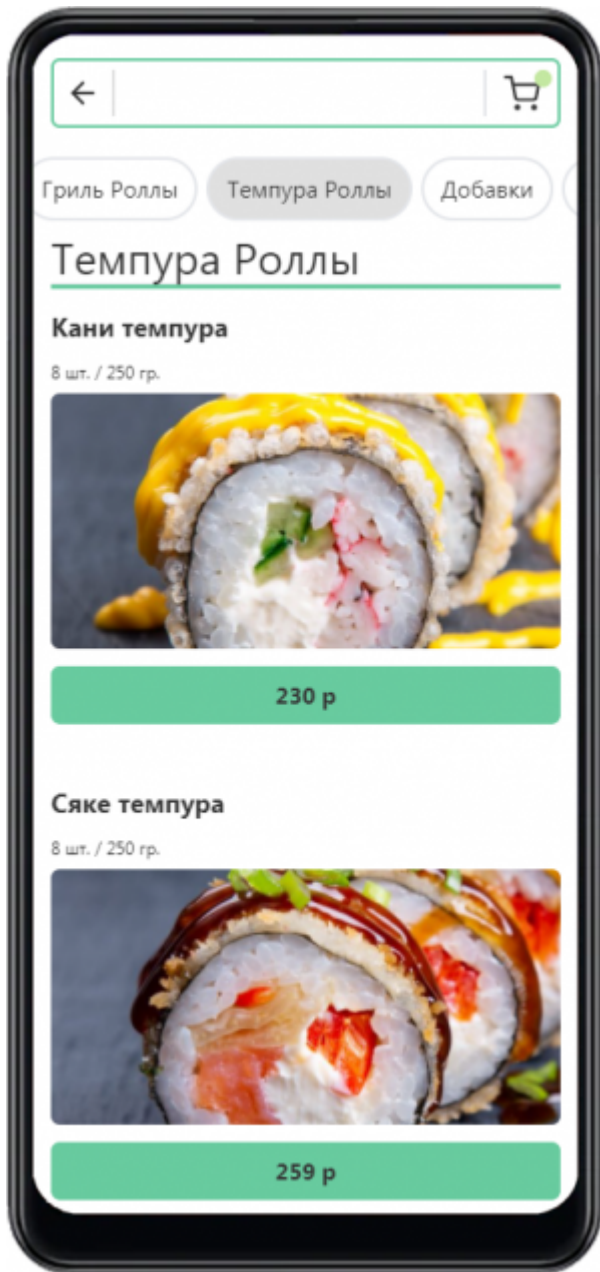 Гриль Роллы
Темпура Роллы
Добавки
Темпура Роллы
Кани темпура
8 шт. / 250 гр.
230 р
Сяке темпура
8 шт. / 250 гр.
259 р